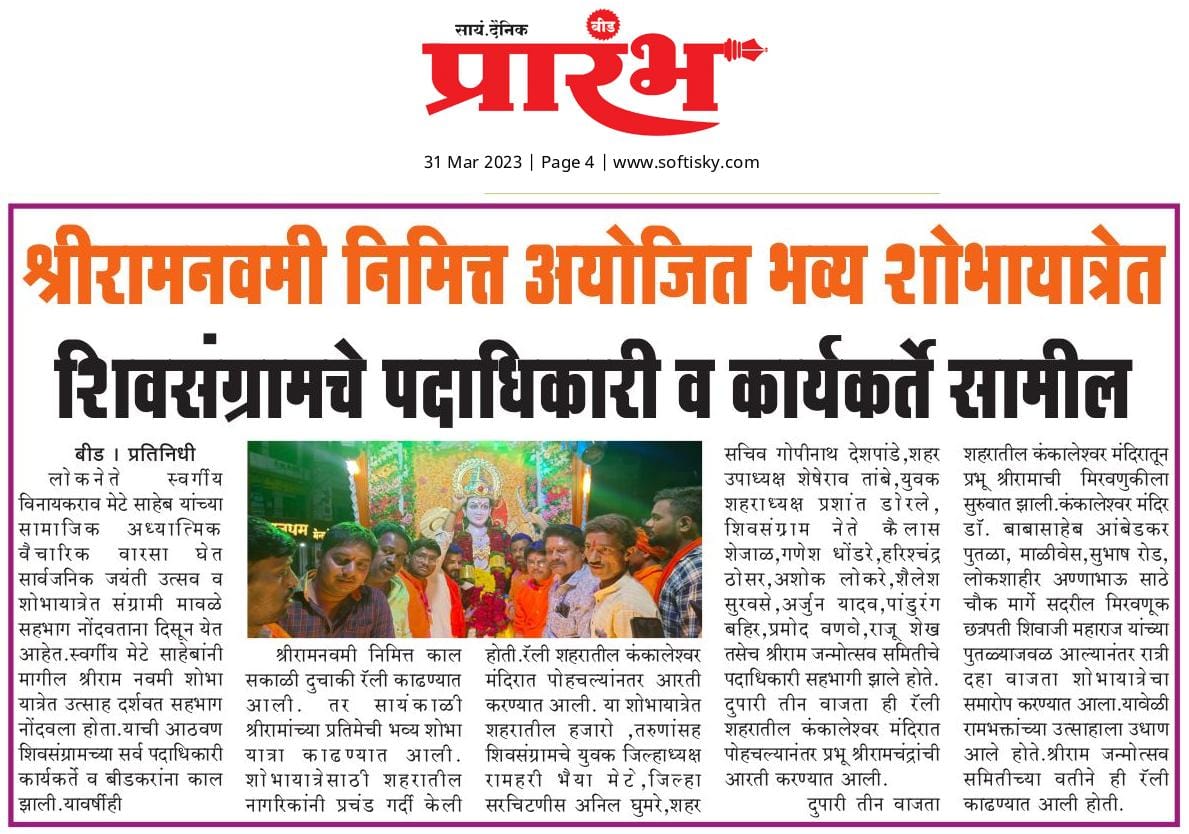 सायं.दैनिक
बीड
प्रारंभ
31 Mar 2023 | Page 4 | www.softisky.com
श्रीरामनवमी निमित्त अयोजित भव्य शोभायात्रेत
शिवसंग्रामचे पदाधिकारी व कार्यकर्ते सामील
बीड । प्रतिनिधी
लोकनेते स्वर्गीय
विनायकराव मेटे साहेब यांच्या
सामाजिक अध्यात्मिक
वैचारिक वारसा घेत
सार्वजनिक जयंती उत्सव व
शोभायात्रेत संग्रामी मावळे
सहभाग नोंदवताना दिसून येत
आहेत.स्वर्गीय मेटे साहेबांनी
मागील श्रीराम नवमी शोभा
यात्रेत उत्साह दर्शवत सहभाग
नोंदवला होता.याची आठवण
शिवसंग्रामच्या सर्व पदाधिकारी
कार्यकर्ते व बीडकरांना काल
झाली.यावर्षीही
श्रीरामनवमी निमित्त काल
सकाळी दुचाकी रॅली काढण्यात
आली. तर सायंकाळी
श्रीरामांच्या प्रतिमेची भव्य शोभा
यात्रा काढण्यात आली.
शोभायात्रेसाठी शहरातील
नागरिकांनी प्रचंड गर्दी केली
होती.रॅली शहरातील कंकालेश्वर
मंदिरात पोहचल्यांनतर आरती
करण्यात आली. या शोभायात्रेत
शहरातील हजारो ,तरुणांसह
शिवसंग्रामचे युवक जिल्हाध्यक्ष
रामहरी भैया मेटे,जिल्हा
सरचिटणीस अनिल घुमरे,शहर
सचिव गोपीनाथ देशपांडे,शहर
उपाध्यक्ष शेषेराव तांबे,युवक
शहराध्यक्ष प्रशांत डोरले,
शिवसंग्राम नेते कैलास
शेजाळ,गणेश धोंडरे,हरिश्चंद्र
ठोसर,अशोक लोकरे,शैलेश
सुरवसे,अर्जुन यादव,पांडुरंग
बहिर,प्रमोद वणवे,राजू शेख
तसेच श्रीराम जन्मोत्सव समितीचे
पदाधिकारी सहभागी झाले होते.
दुपारी तीन वाजता ही रॅली
शहरातील कंकालेश्वर मंदिरात
पोहचल्यानंतर प्रभू श्रीरामचंद्रांची
आरती करण्यात आली.
दुपारी तीन वाजता
शहरातील कंकालेश्वर मंदिरातून
प्रभू श्रीरामाची मिरवणुकीला
सुरुवात झाली.कंकालेश्वर मंदिर
डॉ. बाबासाहेब आंबेडकर
पुतळा, माळीवेस,सुभाष रोड,
लोकशाहीर अण्णाभाऊ साठे
चौक मार्गे सदरील मिरवणूक
छत्रपती शिवाजी महाराज यांच्या
पुतळ्याजवळ आल्यानंतर रात्री
दहा वाजता शोभायात्रेचा
समारोप करण्यात आला.यावेळी
रामभक्तांच्या उत्साहाला उधाण
आले होते.श्रीराम जन्मोत्सव
समितीच्या वतीने ही रॅली
काढण्यात आली होती.